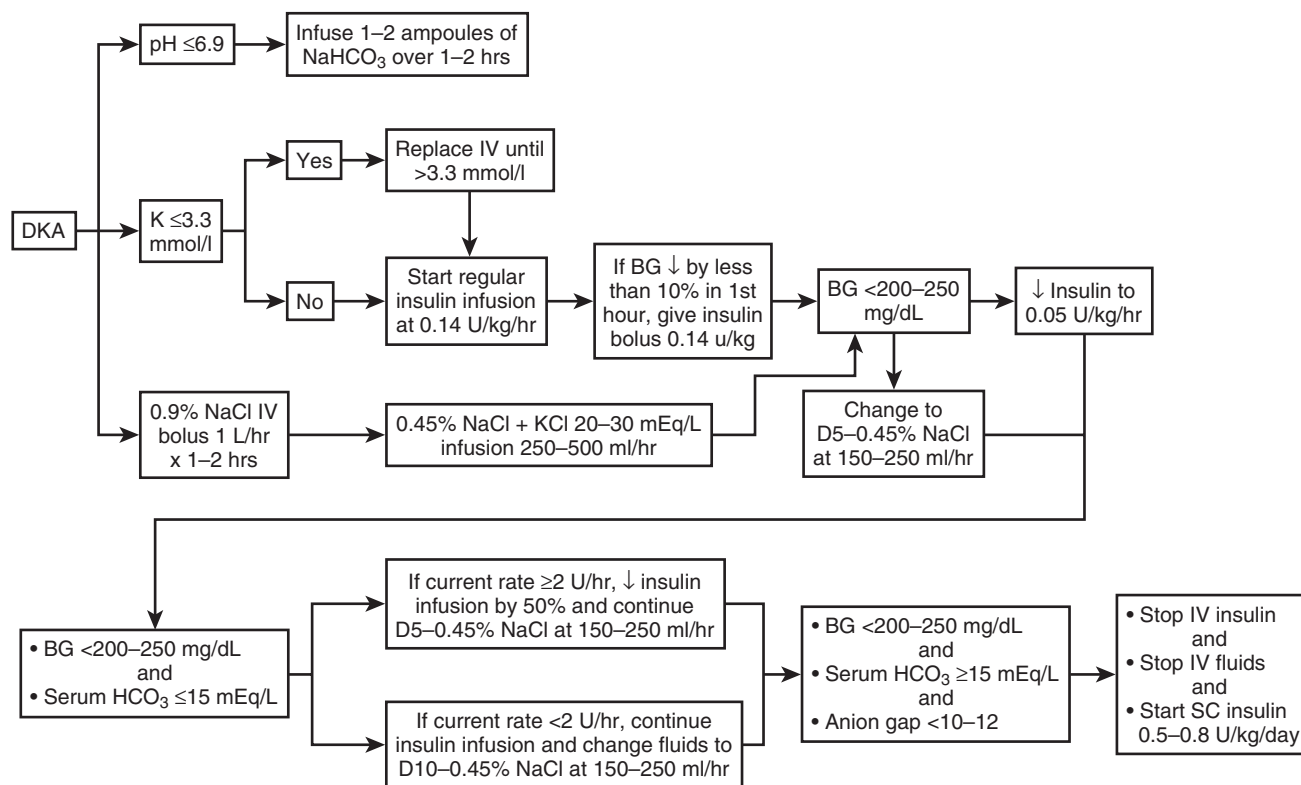 pH ≤6.9
Infuse 1–2 ampoules of
NaHCO₃ over 1–2 hrs
DKA
K ≤3.3
mmol/l
Yes
Replace IV until
>3.3 mmol/l
No
Start regular
insulin infusion
at 0.14 U/kg/hr
If BG ↓ by less
than 10% in 1st
hour, give insulin
bolus 0.14 u/kg
BG <200–250
mg/dL
↓ Insulin to
0.05 U/kg/hr
0.9% NaCl IV
bolus 1 L/hr
x 1–2 hrs
0.45% NaCl + KCl 20–30 mEq/L
infusion 250–500 ml/hr
Change to
D5–0.45% NaCl
at 150–250 ml/hr
• BG <200–250 mg/dL
and
• Serum HCO₃ ≤15 mEq/L
If current rate ≥2 U/hr, ↓ insulin
infusion by 50% and continue
D5–0.45% NaCl at 150–250 ml/hr
If current rate <2 U/hr, continue
insulin infusion and change fluids to
D10–0.45% NaCl at 150–250 ml/hr
• BG <200–250 mg/dL
and
• Serum HCO₃ ≥15 mEq/L
and
• Anion gap <10–12
• Stop IV insulin
and
• Stop IV fluids
and
• Start SC insulin
0.5–0.8 U/kg/day